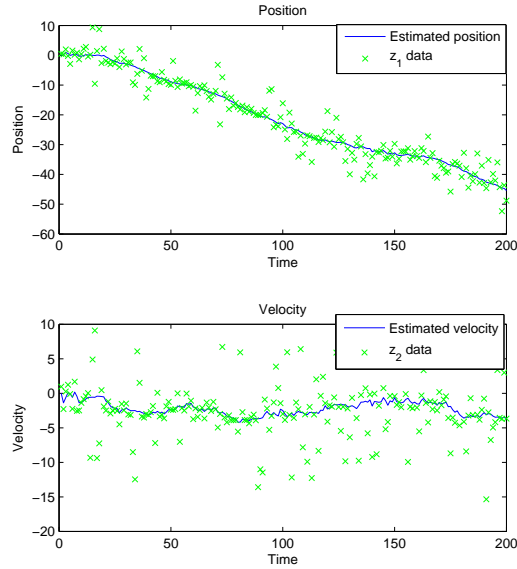 Position
10
0
−10
−20
−30
−40
−50
−60
Position
0 50 100 150 200
Time
Estimated position
z1 data
Velocity
10
5
0
−5
−10
−15
−20
Velocity
0 50 100 150 200
Time
Estimated velocity
z2 data